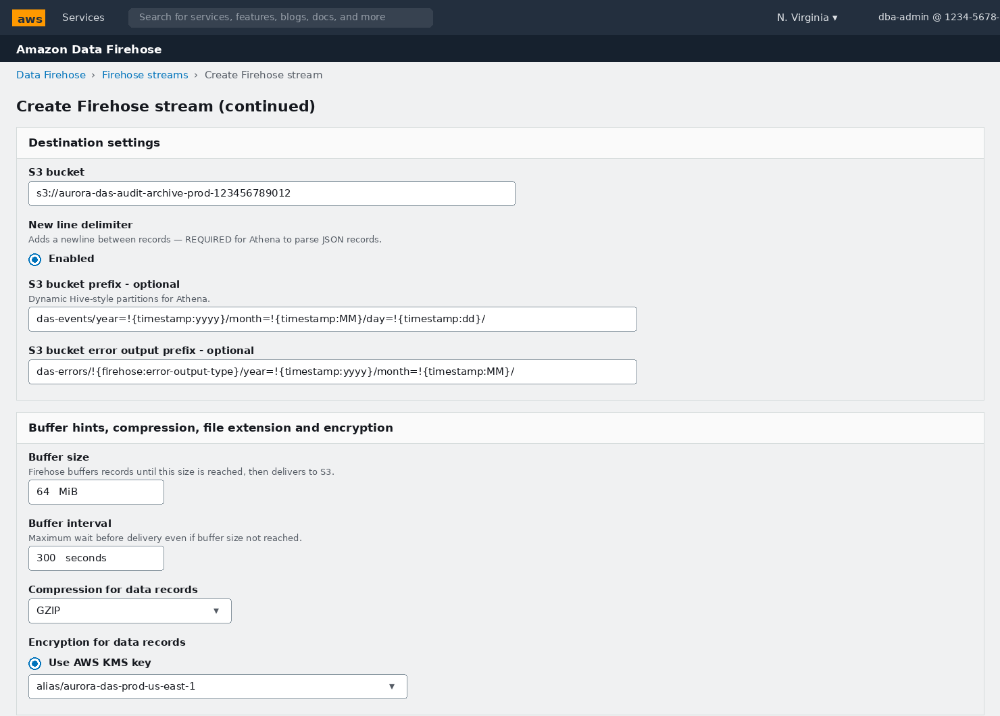 aws Services Search for services, features, blogs, docs, and more N. Virginia ▾ dba-admin @ 1234-5678-
Amazon Data Firehose
Data Firehose › Firehose streams › Create Firehose stream
Create Firehose stream (continued)
Destination settings
S3 bucket
s3://aurora-das-audit-archive-prod-123456789012
New line delimiter
Adds a newline between records — REQUIRED for Athena to parse JSON records.
Enabled
S3 bucket prefix - optional
Dynamic Hive-style partitions for Athena.
das-events/year=!{timestamp:yyyy}/month=!{timestamp:MM}/day=!{timestamp:dd}/
S3 bucket error output prefix - optional
das-errors/!{firehose:error-output-type}/year=!{timestamp:yyyy}/month=!{timestamp:MM}/
Buffer hints, compression, file extension and encryption
Buffer size
Firehose buffers records until this size is reached, then delivers to S3.
64 MiB
Buffer interval
Maximum wait before delivery even if buffer size not reached.
300 seconds
Compression for data records
GZIP ▼
Encryption for data records
Use AWS KMS key
alias/aurora-das-prod-us-east-1 ▼